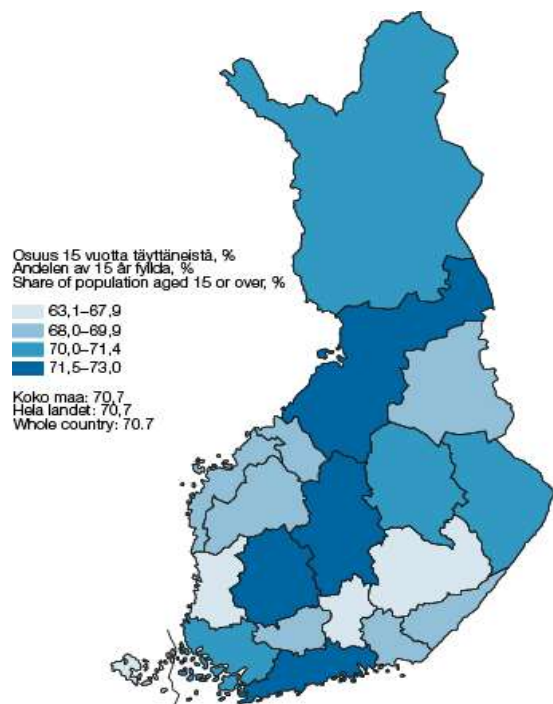 Osuus 15 vuotta täyttäneistä, %
Andelen av 15 år fyllda, %
Share of population aged 15 or over, %
63,1–67,9
68,0–69,9
70,0–71,4
71,5–73,0
Koko maa: 70,7
Hela landet: 70,7
Whole country: 70.7